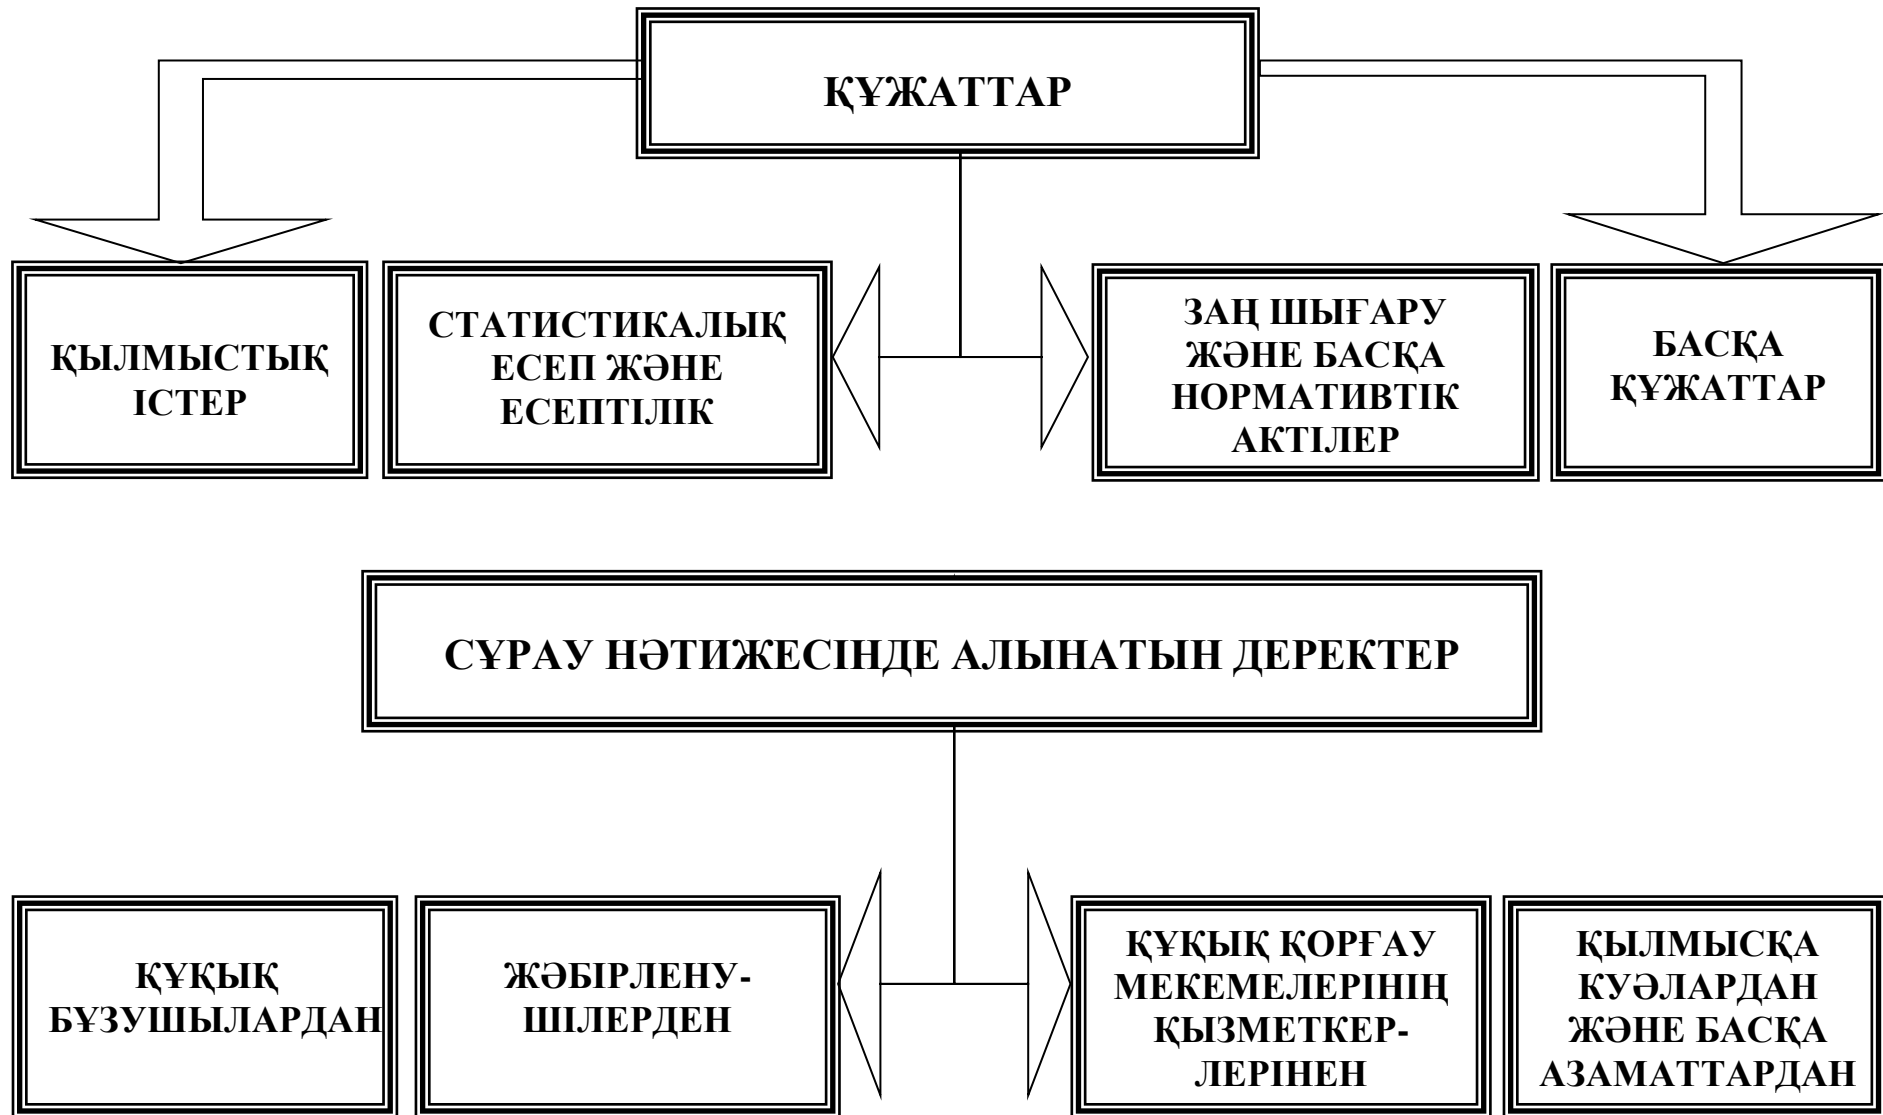 ҚҰЖАТТАР
ҚЫЛМЫСТЫҚ
ІСТЕР
СТАТИСТИКАЛЫҚ
ЕСЕП ЖӘНЕ
ЕСЕПТІЛІК
ЗАҢ ШЫҒАРУ
ЖӘНЕ БАСҚА
НОРМАТИВТІК
АКТІЛЕР
БАСҚА
ҚҰЖАТТАР
СҰРАУ НӘТИЖЕСІНДЕ АЛЫНАТЫН ДЕРЕКТЕР
ҚҰҚЫҚ
БҰЗУШЫЛАРДАН
ЖӘБІРЛЕНУ-
ШІЛЕРДЕН
ҚҰҚЫҚ ҚОРҒАУ
МЕКЕМЕЛЕРІНІҢ
ҚЫЗМЕТКЕР-
ЛЕРІНЕН
ҚЫЛМЫСҚА
КУӘЛАРДАН
ЖӘНЕ БАСҚА
АЗАМАТТАРДАН